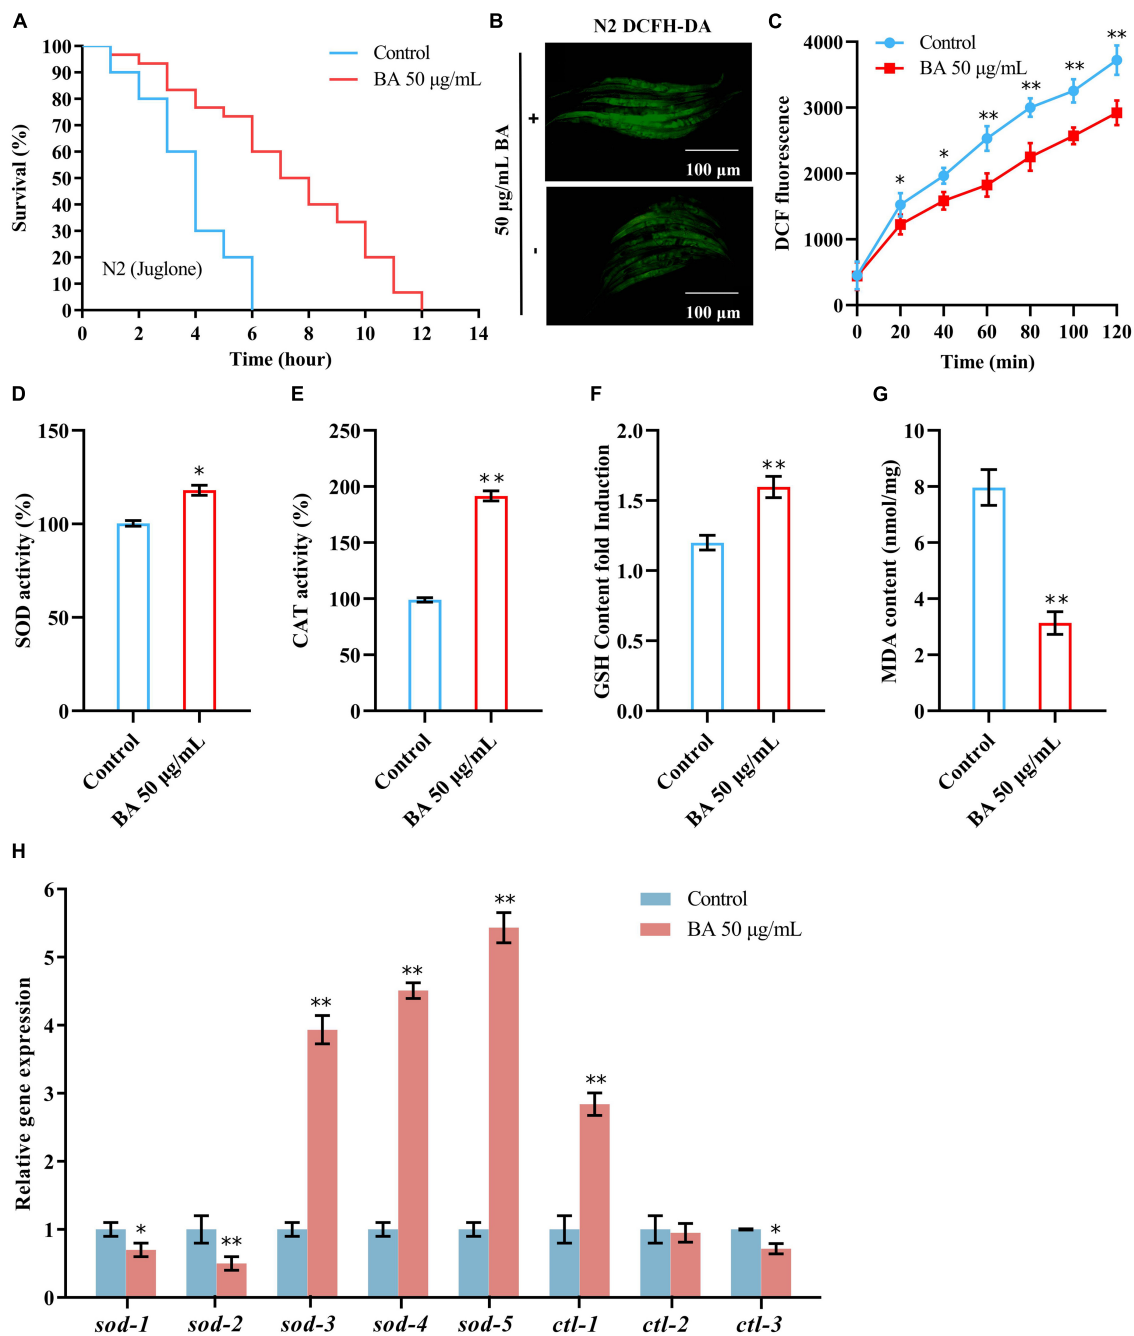 A
Survival (%)
100
90
80
70
60
50
40
30
20
10
0
0 2 4 6 8 10 12 14
Time (hour)
Control
BA 50 μg/mL
N2 (Juglone)
B
N2 DCFH-DA
50 μg/mL BA
+
-
100 μm
100 μm
C
DCF fluorescence
4000
3000
2000
1000
0
0 20 40 60 80 100 120
Time (min)
Control
BA 50 μg/mL
* * ** ** ** **
D
SOD activity (%)
150
100
50
0
*
Control
BA 50 μg/mL
E
CAT activity (%)
250
200
150
100
50
0
**
Control
BA 50 μg/mL
F
GSH Content fold Induction
2.0
1.5
1.0
0.5
0.0
**
Control
BA 50 μg/mL
G
MDA content (nmol/mg)
10
8
6
4
2
0
**
Control
BA 50 μg/mL
H
Relative gene expression
6
5
4
3
2
1
0
Control
BA 50 μg/mL
* ** ** ** ** ** *
sod-1 sod-2 sod-3 sod-4 sod-5 ctl-1 ctl-2 ctl-3